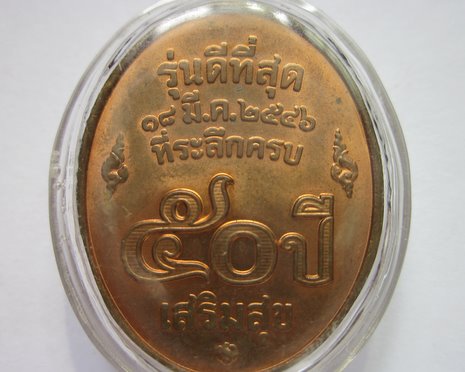 รุ่นดีที่สุด
๑๘ มี.ค.๒๕๔๖
ที่ระลึกครบ
๕๐ปี
เสริมสุข